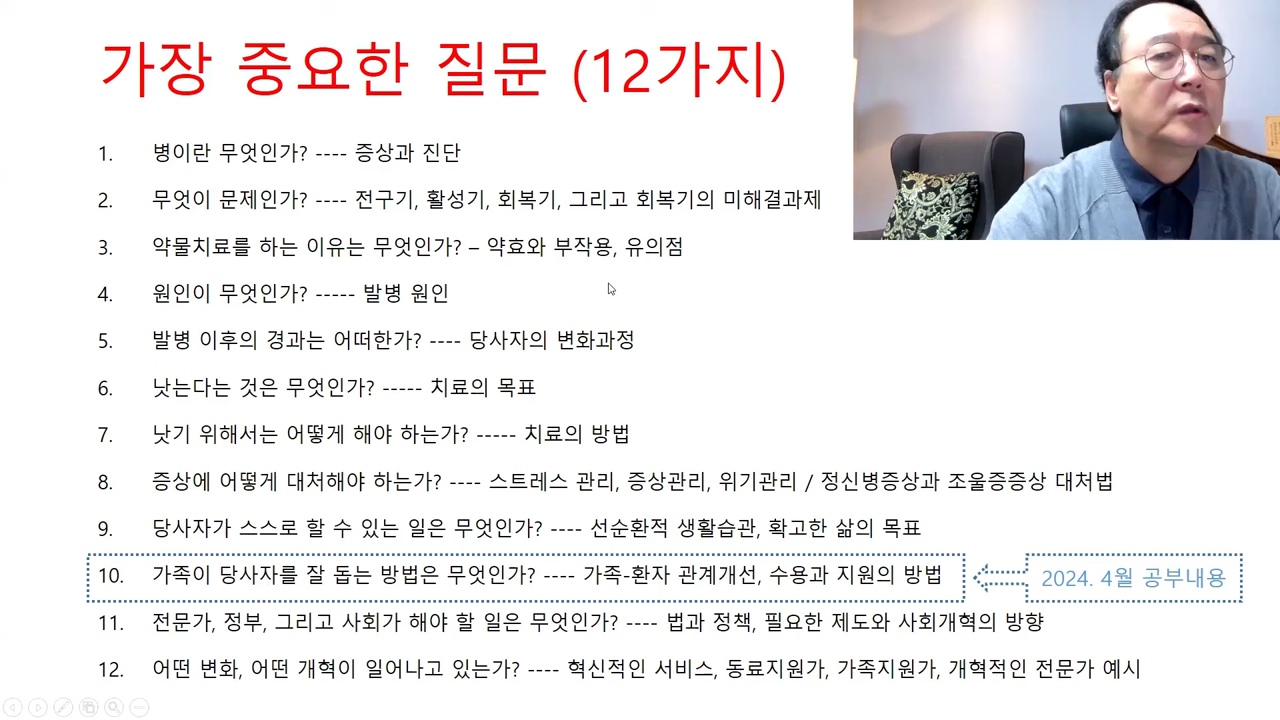 가장 중요한 질문 (12가지)
1. 병이란 무엇인가? ---- 증상과 진단
2. 무엇이 문제인가? ---- 전구기, 활성기, 회복기, 그리고 회복기의 미해결과제
3. 약물치료를 하는 이유는 무엇인가? – 약효와 부작용, 유의점
4. 원인이 무엇인가? ----- 발병 원인
5. 발병 이후의 경과는 어떠한가? ---- 당사자의 변화과정
6. 낫는다는 것은 무엇인가? ----- 치료의 목표
7. 낫기 위해서는 어떻게 해야 하는가? ----- 치료의 방법
8. 증상에 어떻게 대처해야 하는가? ---- 스트레스 관리, 증상관리, 위기관리 / 정신병증상과 조울증증상 대처법
9. 당사자가 스스로 할 수 있는 일은 무엇인가? ---- 선순환적 생활습관, 확고한 삶의 목표
10. 가족이 당사자를 잘 돕는 방법은 무엇인가? ---- 가족-환자 관계개선, 수용과 지원의 방법
2024. 4월 공부내용
11. 전문가, 정부, 그리고 사회가 해야 할 일은 무엇인가? ---- 법과 정책, 필요한 제도와 사회개혁의 방향
12. 어떤 변화, 어떤 개혁이 일어나고 있는가? ---- 혁신적인 서비스, 동료지원가, 가족지원가, 개혁적인 전문가 예시